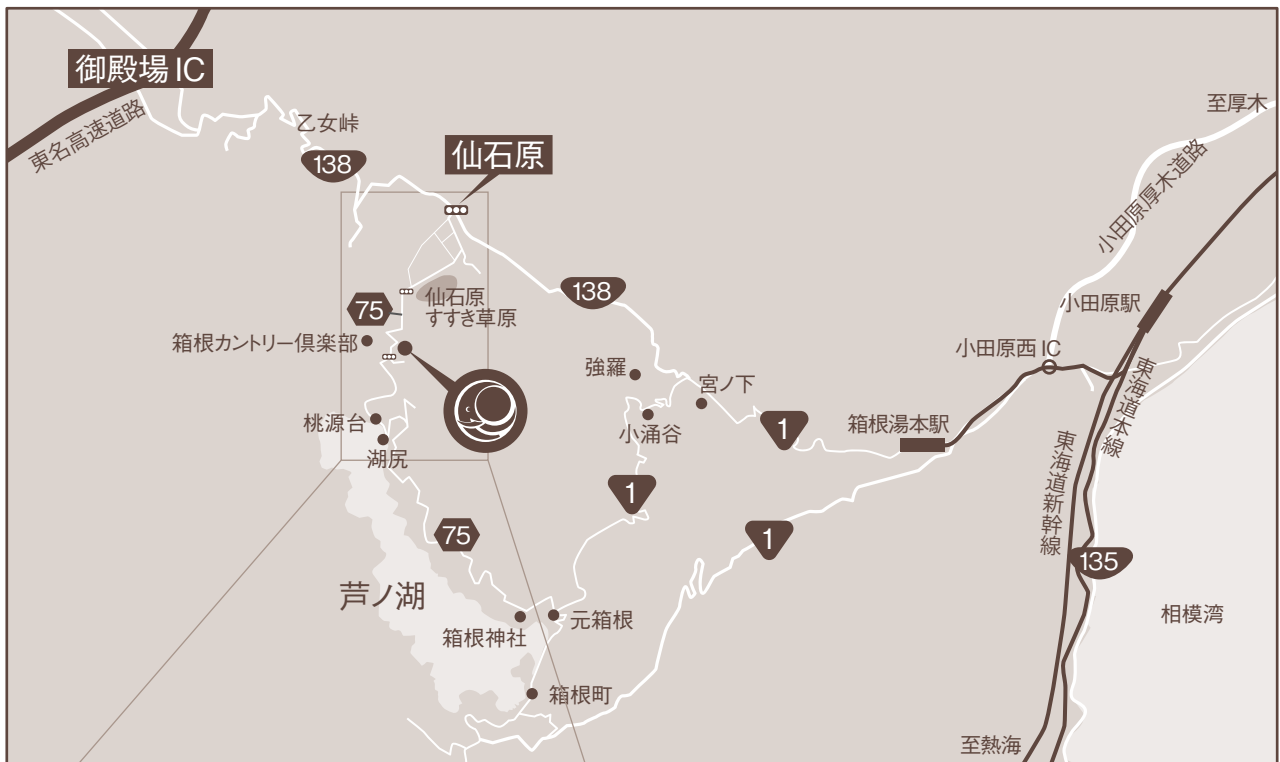 御殿場 IC
東名高速道路
乙女峠
138
仙石原
至厚木
小田原厚木道路
138
75
仙石原
すすき草原
箱根カントリー倶楽部
小田原駅
小田原西 IC
強羅
宮ノ下
小涌谷
1
箱根湯本駅
東海道本線
東海道新幹線
桃源台
湖尻
1
75
1
135
芦ノ湖
元箱根
箱根神社
相模湾
箱根町
至熱海